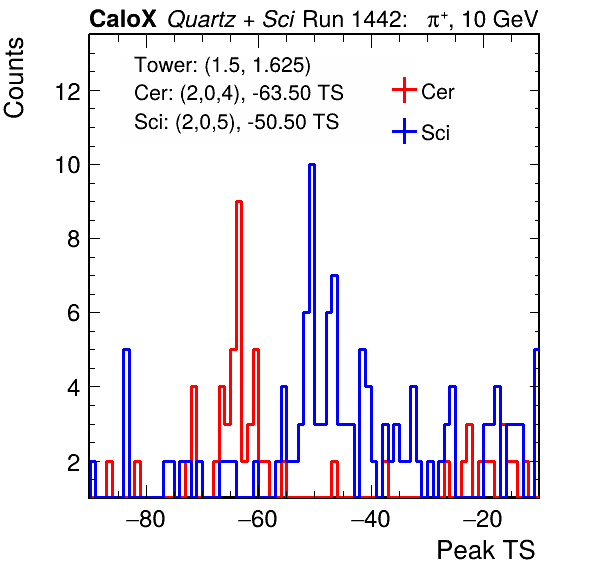 CaloX Quartz + Sci Run 1442: π⁺, 10 GeV
Counts
Tower: (1.5, 1.625)
Cer: (2,0,4), -63.50 TS
Sci: (2,0,5), -50.50 TS
Cer
Sci
12
10
8
6
4
2
−80 −60 −40 −20
Peak TS